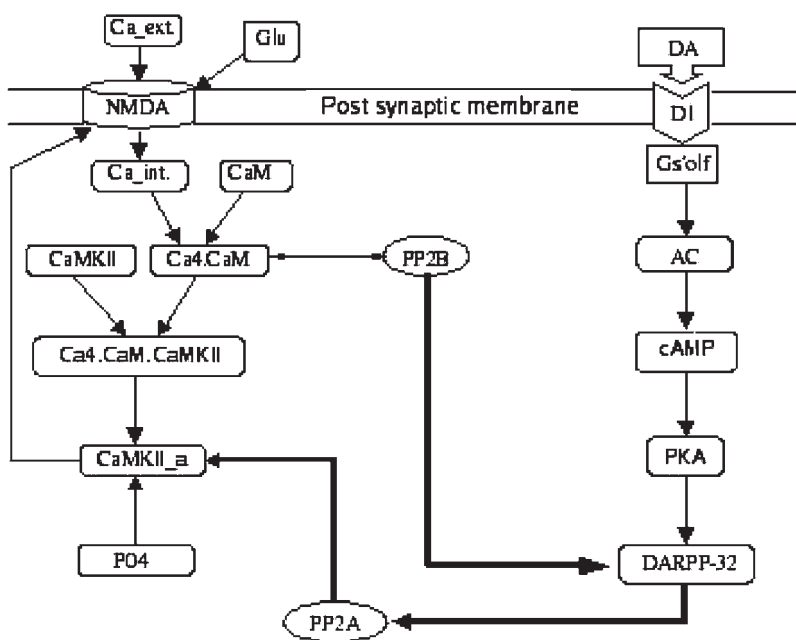 Ca_ext.
Glu
DA
NMDA
Post synaptic membrane
D1
Gs'olf
Ca_int.
CaM
CaMKII
Ca4.CaM
PP2B
AC
Ca4.CaM.CaMKII
cAMP
CaMKII_a
PKA
PO4
DARPP-32
PP2A